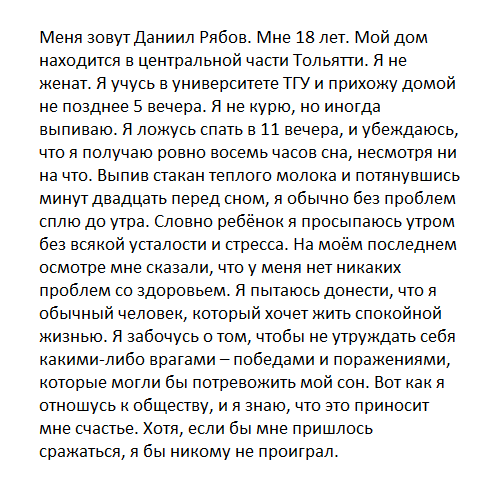 Меня зовут Даниил Рябов. Мне 18 лет. Мой дом
находится в центральной части Тольятти. Я не
женат. Я учусь в университете ТГУ и прихожу домой
не позднее 5 вечера. Я не курю, но иногда
выпиваю. Я ложусь спать в 11 вечера, и убеждаюсь,
что я получаю ровно восемь часов сна, несмотря ни
на что. Выпив стакан теплого молока и потянувшись
минут двадцать перед сном, я обычно без проблем
сплю до утра. Словно ребёнок я просыпаюсь утром
без всякой усталости и стресса. На моём последнем
осмотре мне сказали, что у меня нет никаких
проблем со здоровьем. Я пытаюсь донести, что я
обычный человек, который хочет жить спокойной
жизнью. Я забочусь о том, чтобы не утруждать себя
какими-либо врагами – победами и поражениями,
которые могли бы потревожить мой сон. Вот как я
отношусь к обществу, и я знаю, что это приносит
мне счастье. Хотя, если бы мне пришлось
сражаться, я бы никому не проиграл.